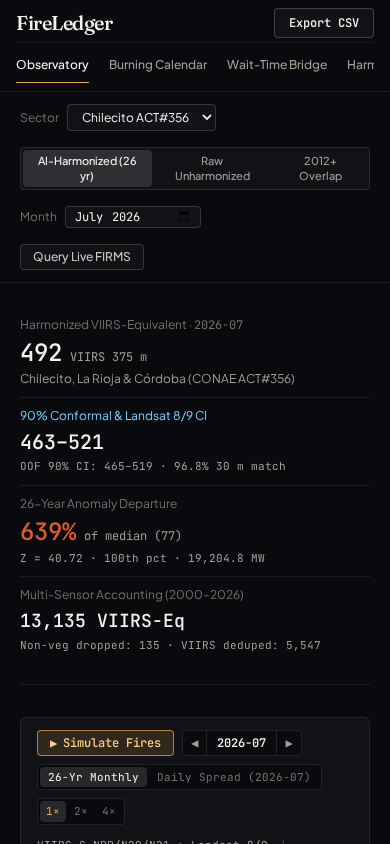 FireLedger
Export CSV
Observatory Burning Calendar Wait-Time Bridge Harm
Sector Chilecito ACT#356
AI-Harmonized (26 yr)
Raw Unharmonized
2012+ Overlap
Month July 2026
Query Live FIRMS
Harmonized VIIRS-Equivalent · 2026-07
492 VIIRS 375 m
Chilecito, La Rioja & Córdoba (CONAE ACT#356)
90% Conformal & Landsat 8/9 CI
463–521
OOF 90% CI: 465–519 · 96.8% 30 m match
26-Year Anomaly Departure
639% of median (77)
Z = 40.72 · 100th pct · 19,204.8 MW
Multi-Sensor Accounting (2000–2026)
13,135 VIIRS-Eq
Non-veg dropped: 135 · VIIRS deduped: 5,547
▶ Simulate Fires ◀ 2026-07 ▶
26-Yr Monthly Daily Spread (2026-07)
1× 2× 4×